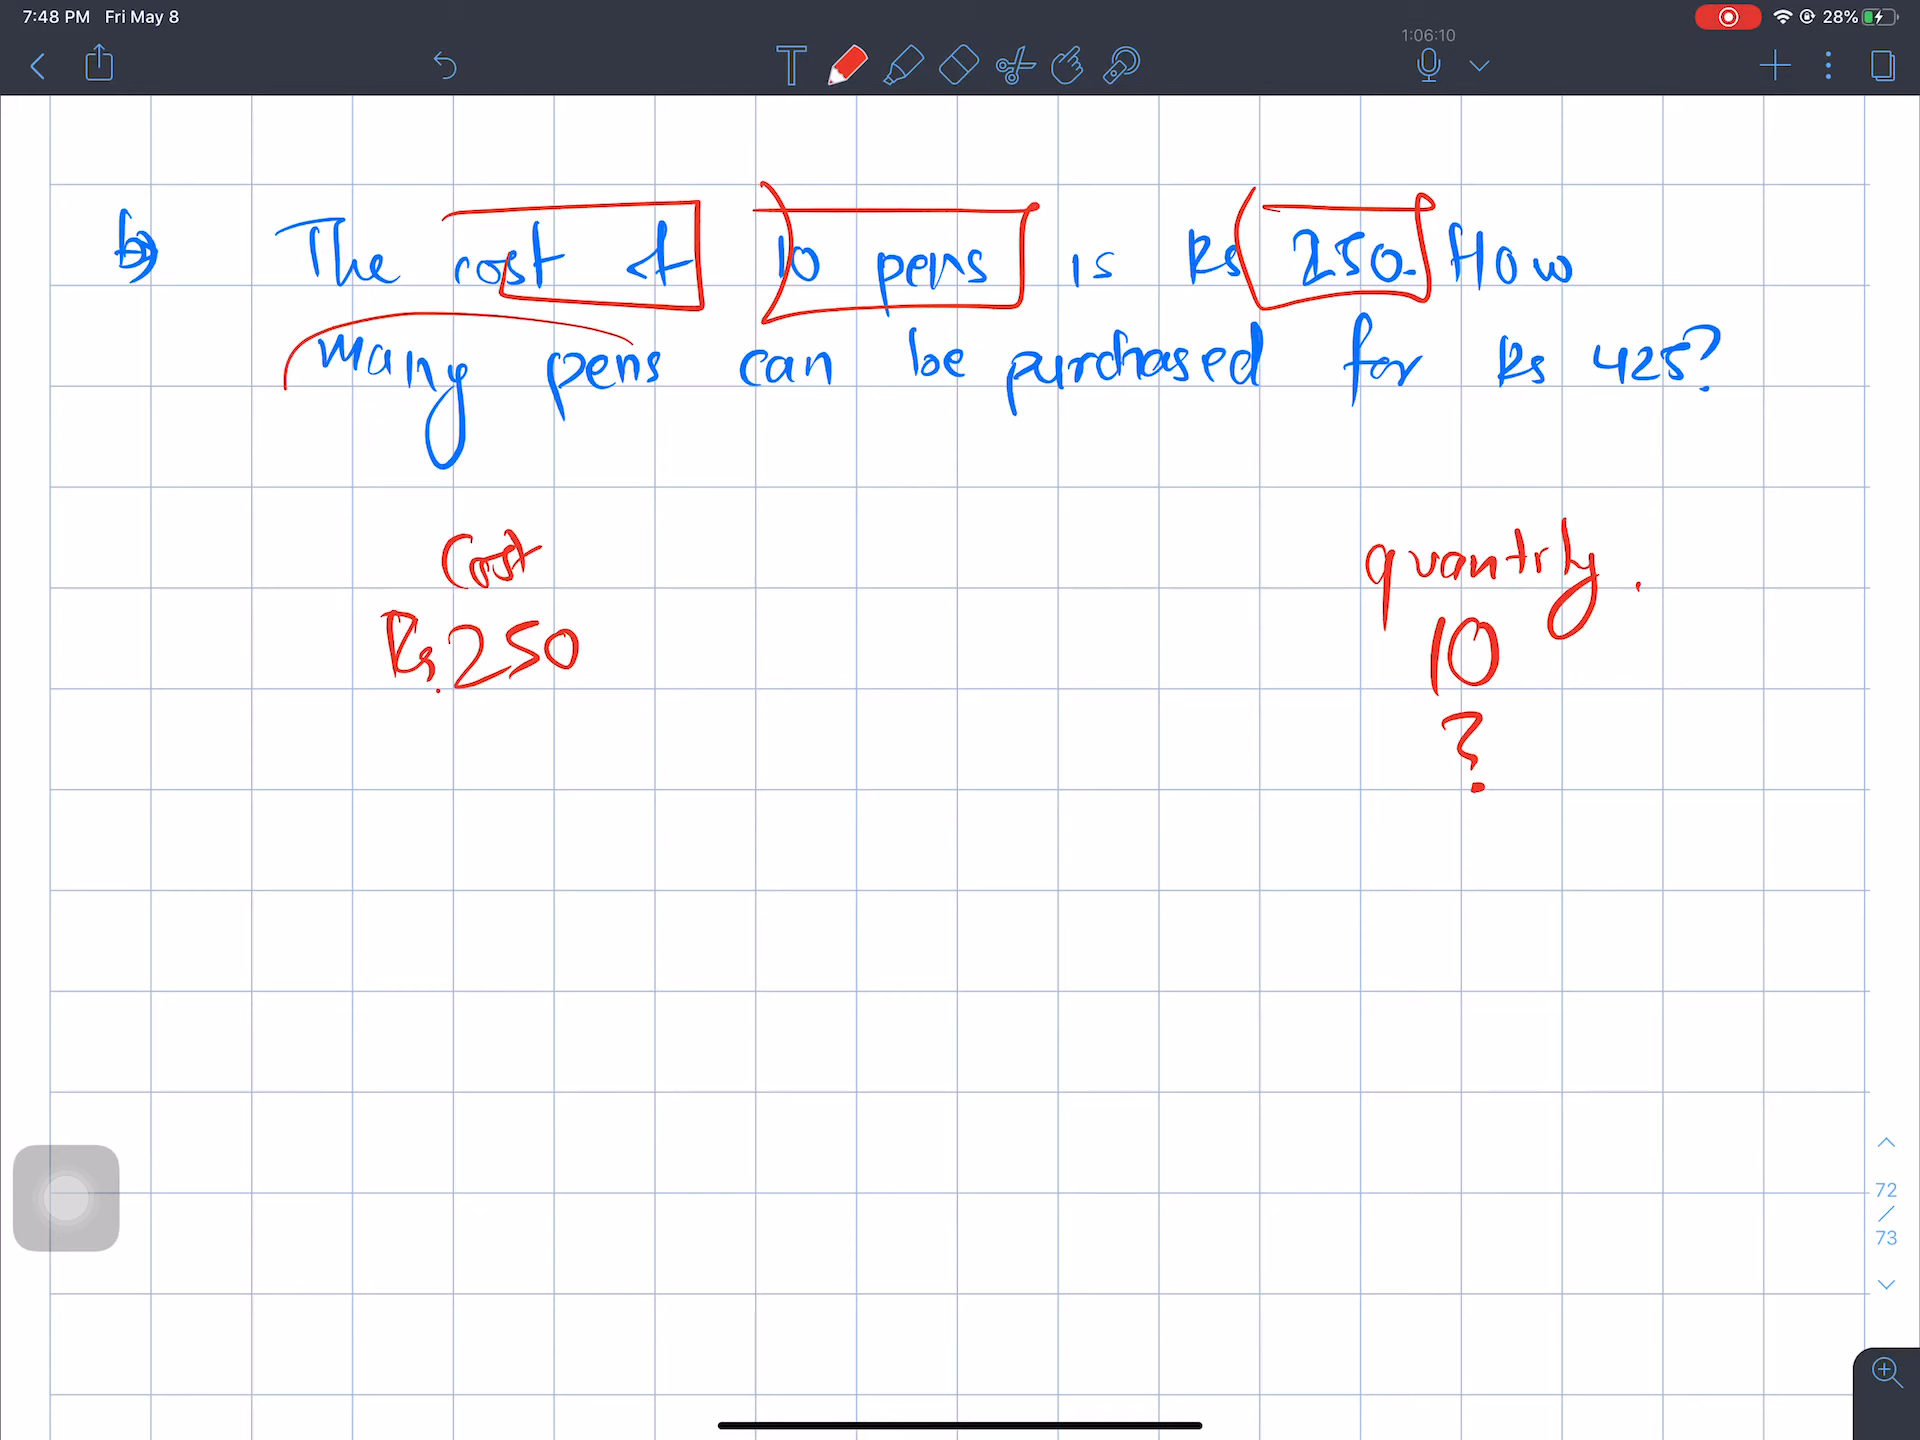 7:48 PM Fri May 8
28%
1:06:10
b) The cost of 10 pens is Rs 250. How
many pens can be purchased for Rs 425?
Cost quantity.
Rs. 250 10
?
72
/
73